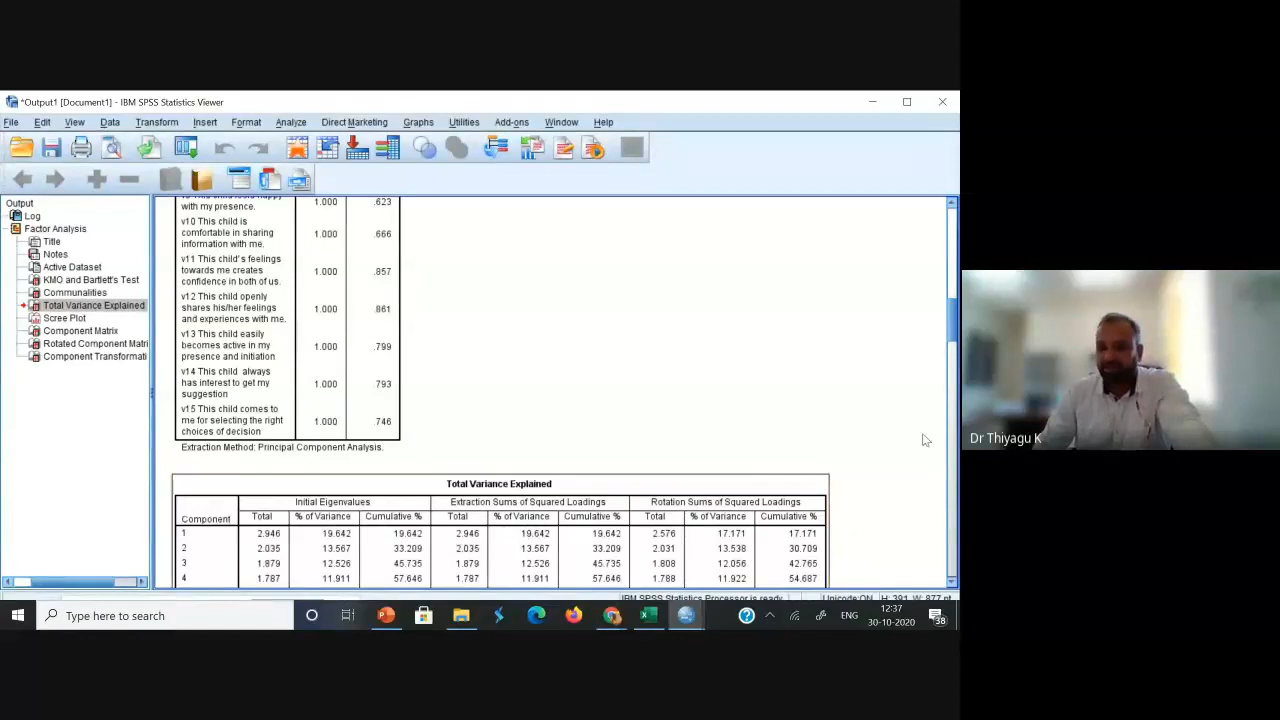 *Output1 [Document1] - IBM SPSS Statistics Viewer
File Edit View Data Transform Insert Format Analyze Direct Marketing Graphs Utilities Add-ons Window Help
Output
Log
Factor Analysis
Title
Notes
Active Dataset
KMO and Bartlett's Test
Communalities
Total Variance Explained
Scree Plot
Component Matrix
Rotated Component Matri
Component Transformati
with my presence. 1.000 .623
v10 This child is
comfortable in sharing 1.000 .666
information with me.
v11 This child's feelings
towards me creates 1.000 .857
confidence in both of us.
v12 This child openly
shares his/her feelings 1.000 .861
and experiences with me.
v13 This child easily
becomes active in my 1.000 .799
presence and initiation
v14 This child always
has interest to get my 1.000 .793
suggestion
v15 This child comes to
me for selecting the right 1.000 .746
choices of decision
Extraction Method: Principal Component Analysis.
Total Variance Explained
Initial Eigenvalues Extraction Sums of Squared Loadings Rotation Sums of Squared Loadings
Component Total % of Variance Cumulative % Total % of Variance Cumulative % Total % of Variance Cumulative %
1 2.946 19.642 19.642 2.946 19.642 19.642 2.576 17.171 17.171
2 2.035 13.567 33.209 2.035 13.567 33.209 2.031 13.538 30.709
3 1.879 12.526 45.735 1.879 12.526 45.735 1.808 12.056 42.765
4 1.787 11.911 57.646 1.787 11.911 57.646 1.788 11.922 54.687
IBM SPSS Statistics Processor is ready Unicode:ON H: 391, W: 877 pt
Type here to search
ENG
12:37
30-10-2020
38
Dr Thiyagu K